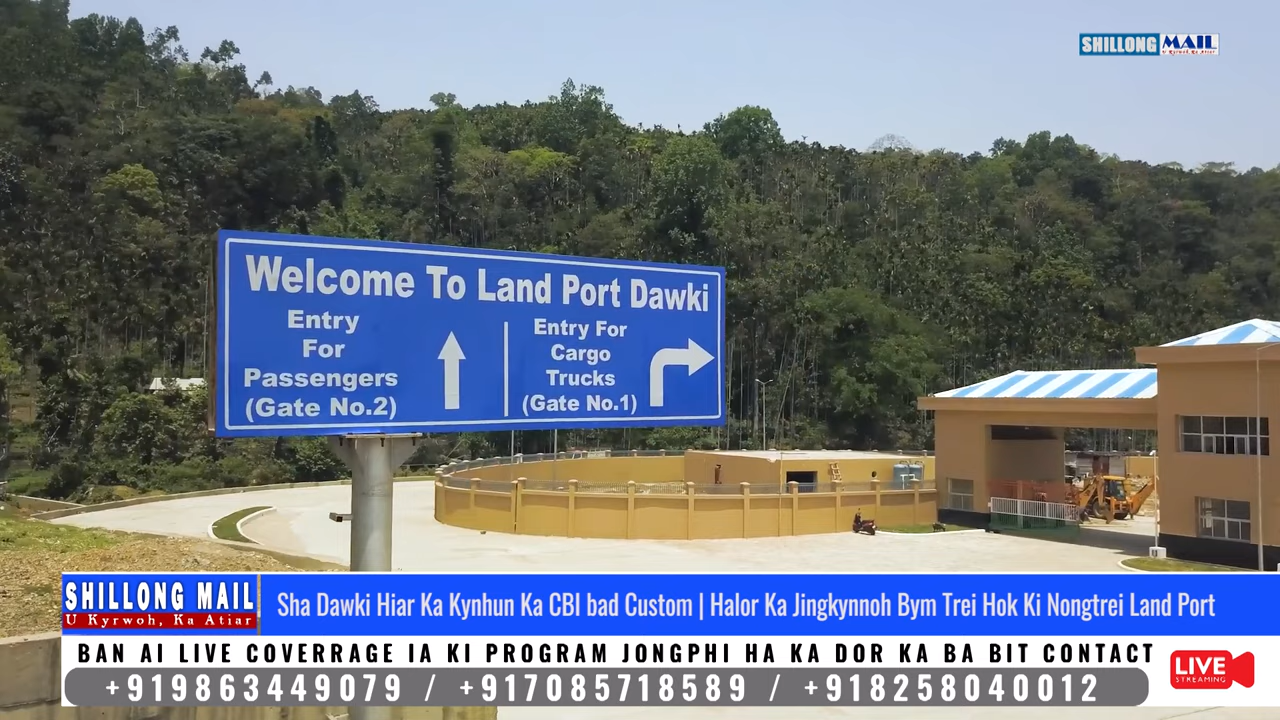 SHILLONG MAIL
U Kyrwoh, Ka Atiar
Welcome To Land Port Dawki
Entry
For
Passengers
(Gate No.2)
Entry For
Cargo
Trucks
(Gate No.1)
SHILLONG MAIL
U Kyrwoh, Ka Atiar
Sha Dawki Hiar Ka Kynhun Ka CBI bad Custom | Halor Ka Jingkynnoh Bym Trei Hok Ki Nongtrei Land Port
BAN AI LIVE COVERRAGE IA KI PROGRAM JONGPHI HA KA DOR KA BA BIT CONTACT
+919863449079 / +917085718589 / +918258040012
LIVE
STREAMING